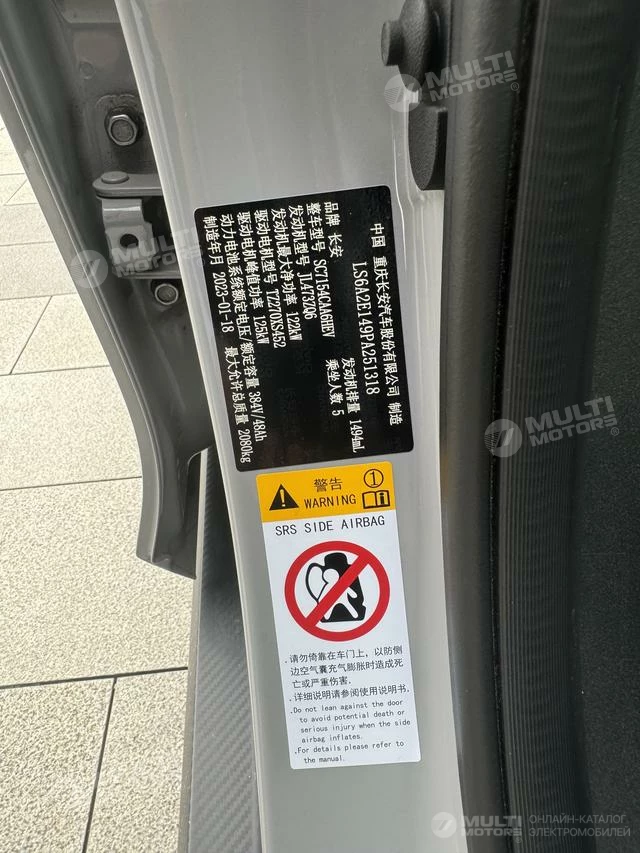 中国 重庆长安汽车股份有限公司 制造
LS6A2E149PA251318
品牌 长安
整车型号 SC7154CAA6HEV 乘坐人数 5
发动机型号 JL473ZQ6 发动机排量 1494mL
发动机最大净功率 122kW
驱动电机型号 TZ270XS452
驱动电机峰值功率 125kW
动力电池系统额定电压/额定容量 384V/48Ah
制造年月 2023-01-18 最大允许总质量 2080kg
警告
WARNING
1
SRS SIDE AIRBAG
.请勿倚靠在车门上，以防侧
边空气囊充气膨胀时造成死
亡或严重伤害.
.详细说明请参阅使用说明书.
.Do not lean against the door
to avoid potential death or
serious injury when the side
airbag inflates.
.For details please refer to
the manual.
MULTI
MOTORS
MULTI
MOTORS
MULTI
MOTORS
MULTI
MOTORS
ОНЛАЙН-КАТАЛОГ
ЭЛЕКТРОМОБИЛЕЙ